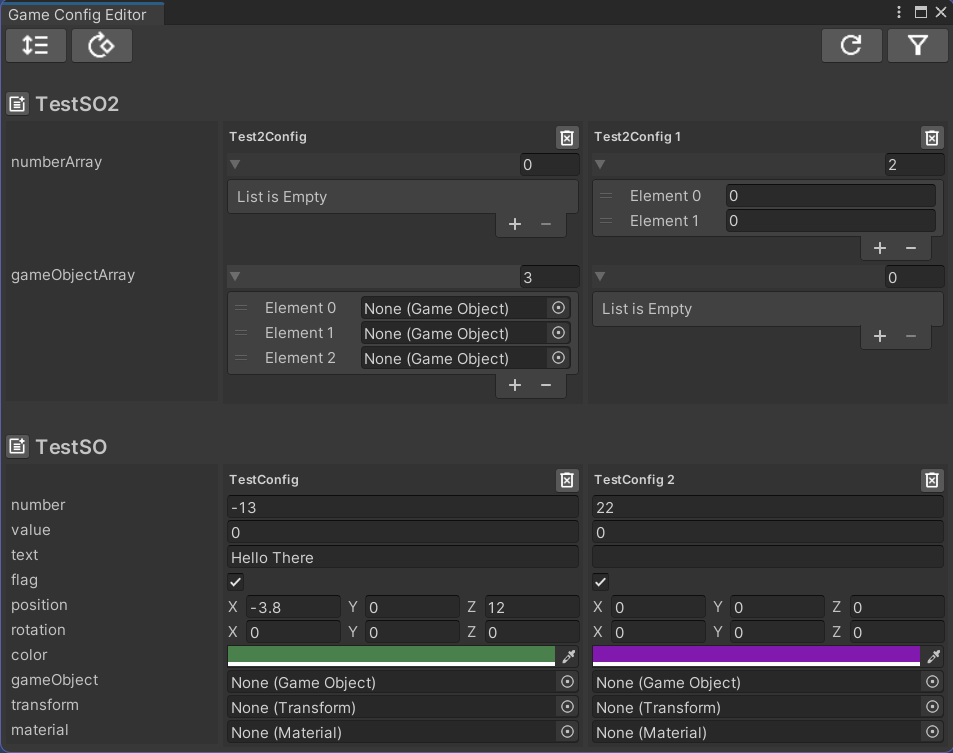 Game Config Editor
TestSO2
Test2Config Test2Config 1
numberArray 0 2
List is Empty Element 0 0
Element 1 0
+ −
+ −
gameObjectArray 3 0
Element 0 None (Game Object) List is Empty
Element 1 None (Game Object)
+ −
Element 2 None (Game Object)
+ −
TestSO
TestConfig TestConfig 2
number -13 22
value 0 0
text Hello There
flag
position X -3.8 Y 0 Z 12 X 0 Y 0 Z 0
rotation X 0 Y 0 Z 0 X 0 Y 0 Z 0
color
gameObject None (Game Object) None (Game Object)
transform None (Transform) None (Transform)
material None (Material) None (Material)